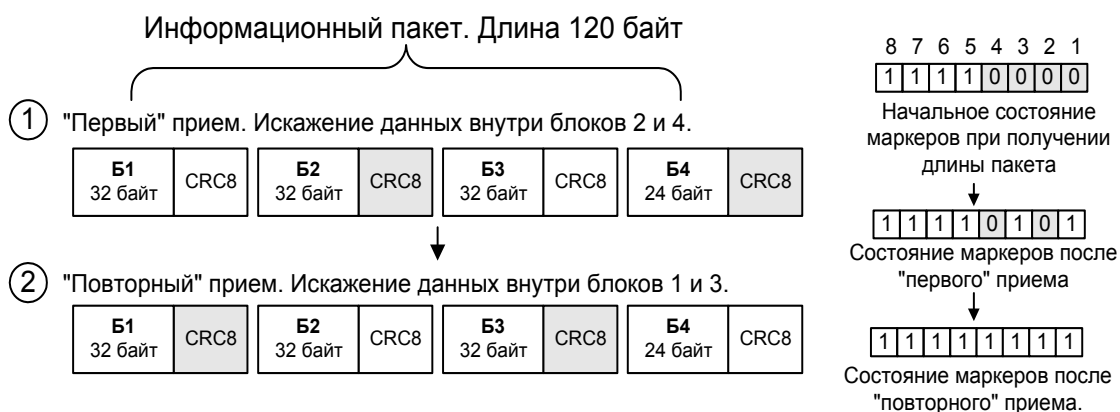 Информационный пакет. Длина 120 байт
1 "Первый" прием. Искажение данных внутри блоков 2 и 4.
Б1
32 байт
CRC8
Б2
32 байт
CRC8
Б3
32 байт
CRC8
Б4
24 байт
CRC8
2 "Повторный" прием. Искажение данных внутри блоков 1 и 3.
Б1
32 байт
CRC8
Б2
32 байт
CRC8
Б3
32 байт
CRC8
Б4
24 байт
CRC8
8 7 6 5 4 3 2 1
1 1 1 1 0 0 0 0
Начальное состояние
маркеров при получении
длины пакета
1 1 1 1 0 1 0 1
Состояние маркеров после
"первого" приема
1 1 1 1 1 1 1 1
Состояние маркеров после
"повторного" приема.